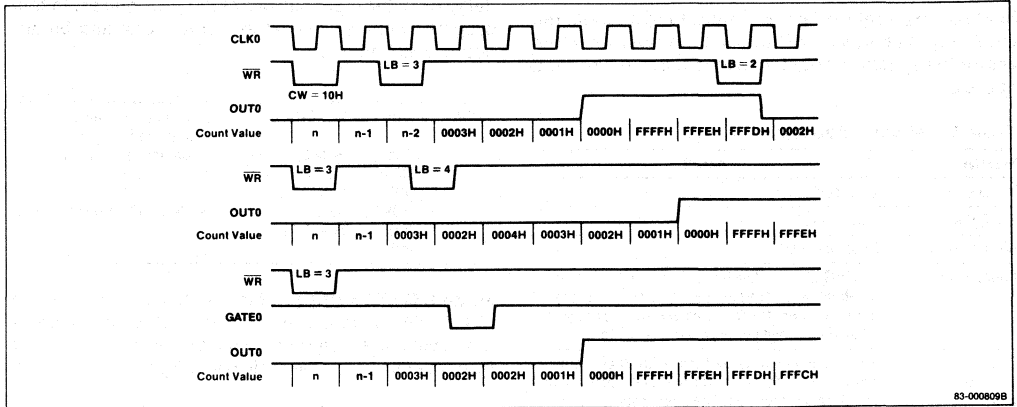 CLK0
WR LB = 3 LB = 2
CW = 10H
OUT0
Count Value n n-1 n-2 0003H 0002H 0001H 0000H FFFFH FFFEH FFFDH 0002H
WR LB = 3 LB = 4
OUT0
Count Value n n-1 0003H 0002H 0004H 0003H 0002H 0001H 0000H FFFFH FFFEH
WR LB = 3
GATE0
OUT0
Count Value n n-1 0003H 0002H 0002H 0001H 0000H FFFFH FFFEH FFFDH FFFCH
83-000809B